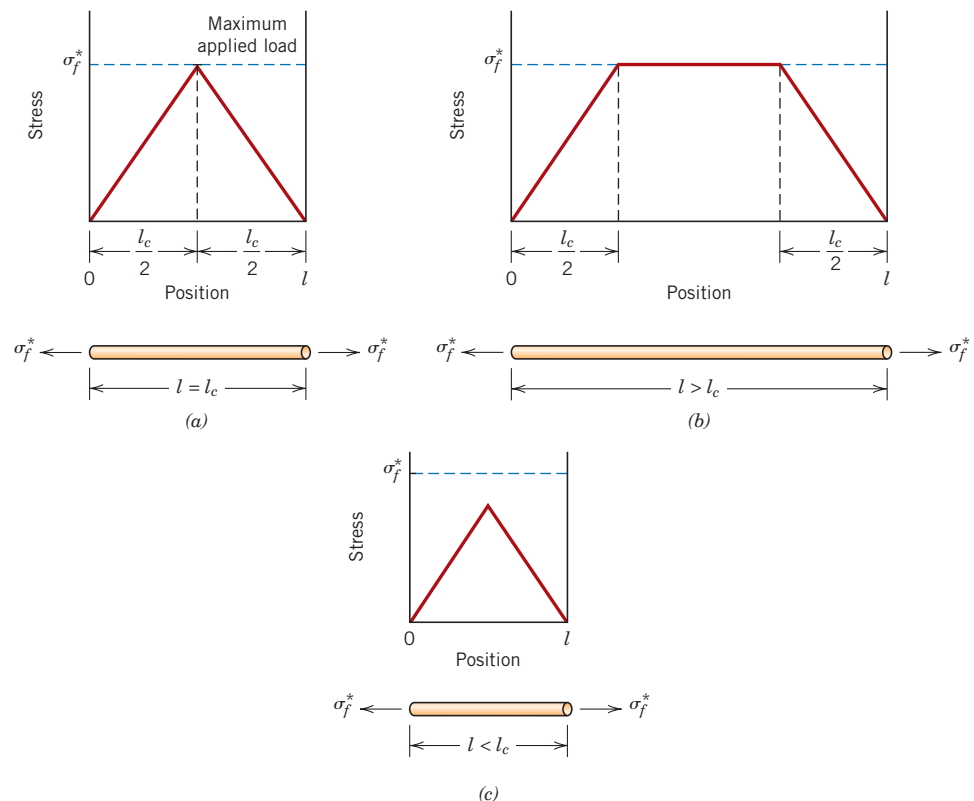 Maximum
applied load
σ*f
Stress
lc/2 lc/2
0 l
Position
σ*f σ*f
l = lc
(a)
σ*f
Stress
lc/2 lc/2
0 l
Position
σ*f σ*f
l > lc
(b)
σ*f
Stress
0 l
Position
σ*f σ*f
l < lc
(c)